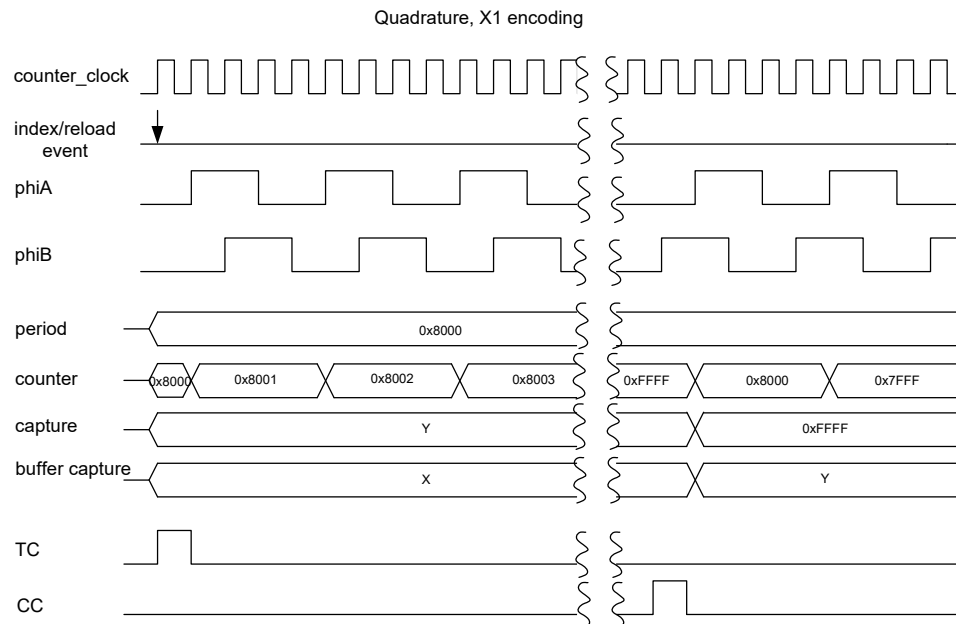 Quadrature, X1 encoding
counter_clock
index/reload
event
phiA
phiB
period
0x8000
counter
0x8000
0x8001
0x8002
0x8003
0xFFFF
0x8000
0x7FFF
capture
Y
0xFFFF
buffer capture
X
Y
TC
CC